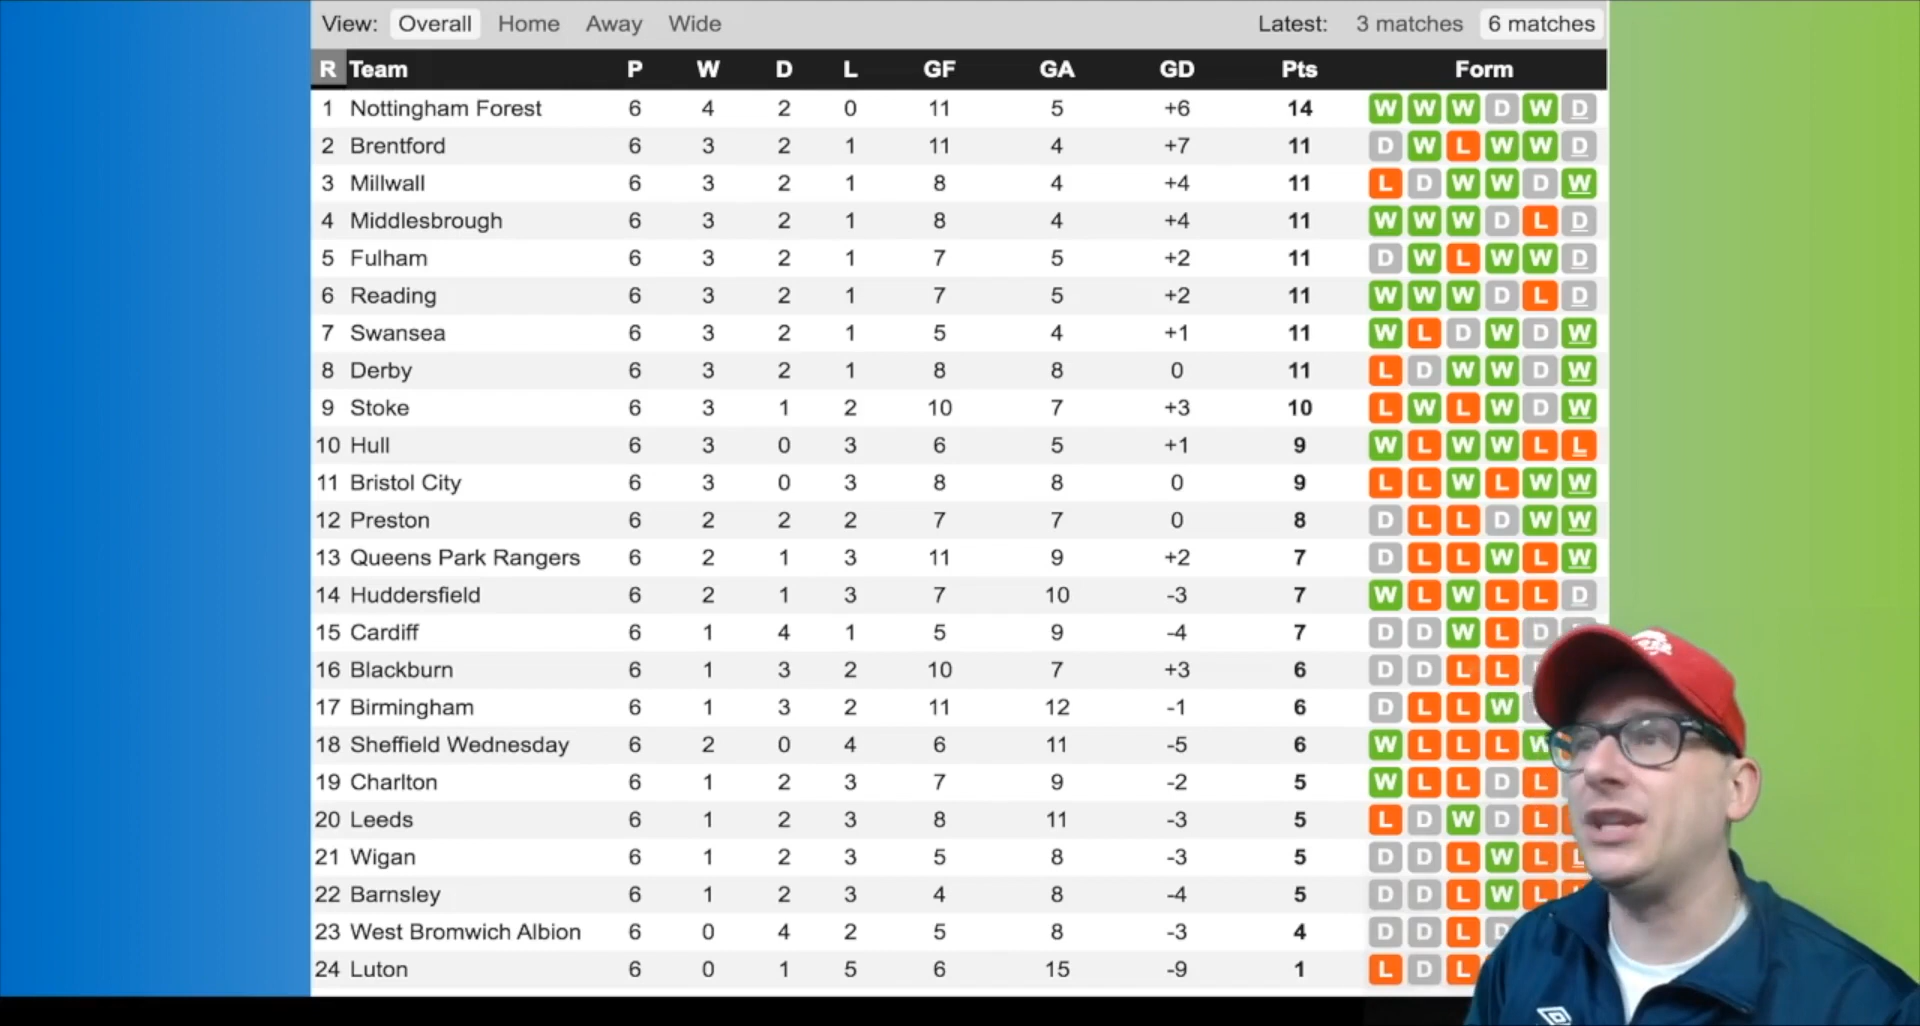 View: Overall Home Away Wide Latest: 3 matches 6 matches
R Team P W D L GF GA GD Pts Form
1 Nottingham Forest 6 4 2 0 11 5 +6 14 W W W D W D
2 Brentford 6 3 2 1 11 4 +7 11 D W L W W D
3 Millwall 6 3 2 1 8 4 +4 11 L D W W D W
4 Middlesbrough 6 3 2 1 8 4 +4 11 W W W D L D
5 Fulham 6 3 2 1 7 5 +2 11 D W L W W D
6 Reading 6 3 2 1 7 5 +2 11 W W W D L D
7 Swansea 6 3 2 1 5 4 +1 11 W L D W D W
8 Derby 6 3 2 1 8 8 0 11 L D W W D W
9 Stoke 6 3 1 2 10 7 +3 10 L W L W D W
10 Hull 6 3 0 3 6 5 +1 9 W L W W L L
11 Bristol City 6 3 0 3 8 8 0 9 L L W L W W
12 Preston 6 2 2 2 7 7 0 8 D L L D W W
13 Queens Park Rangers 6 2 1 3 11 9 +2 7 D L L W L W
14 Huddersfield 6 2 1 3 7 10 -3 7 W L W L L D
15 Cardiff 6 1 4 1 5 9 -4 7 D D W L D
16 Blackburn 6 1 3 2 10 7 +3 6 D D L L
17 Birmingham 6 1 3 2 11 12 -1 6 D L L W
18 Sheffield Wednesday 6 2 0 4 6 11 -5 6 W L L L W
19 Charlton 6 1 2 3 7 9 -2 5 W L L D L
20 Leeds 6 1 2 3 8 11 -3 5 L D W D L
21 Wigan 6 1 2 3 5 8 -3 5 D D L W L L
22 Barnsley 6 1 2 3 4 8 -4 5 D D L W L
23 West Bromwich Albion 6 0 4 2 5 8 -3 4 D D L D
24 Luton 6 0 1 5 6 15 -9 1 L D L